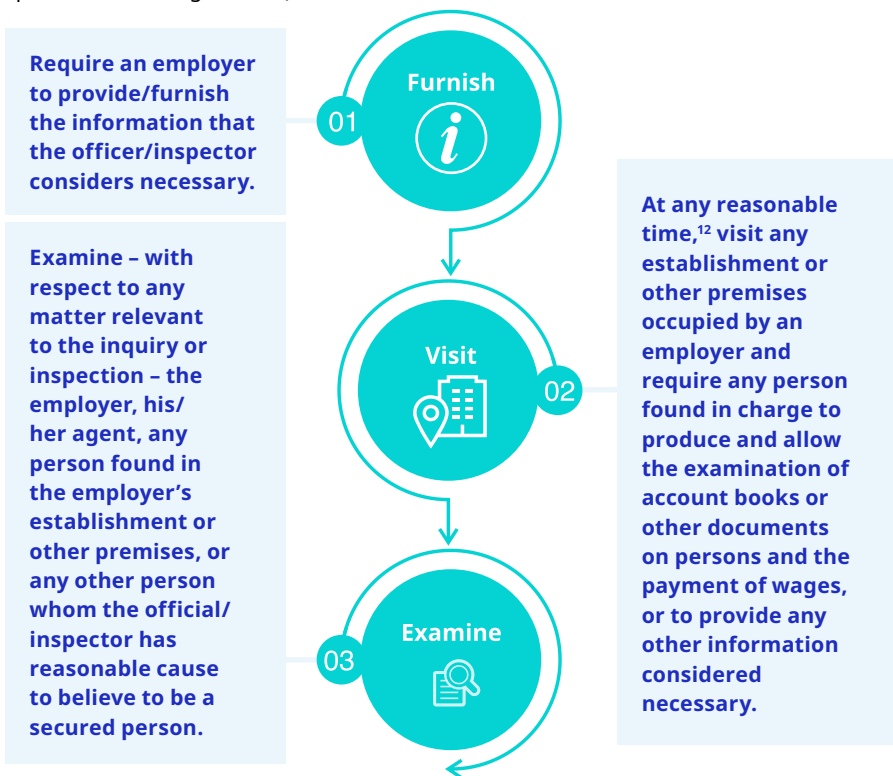 Require an employer
to provide/furnish
the information that
the officer/inspector
considers necessary.
01
Furnish
At any reasonable
time,¹² visit any
establishment or
other premises
occupied by an
employer and
require any person
found in charge to
produce and allow
the examination of
account books or
other documents
on persons and the
payment of wages,
or to provide any
other information
considered
necessary.
02
Visit
Examine – with
respect to any
matter relevant
to the inquiry or
inspection – the
employer, his/
her agent, any
person found in
the employer’s
establishment or
other premises, or
any other person
whom the official/
inspector has
reasonable cause
to believe to be a
secured person.
03
Examine